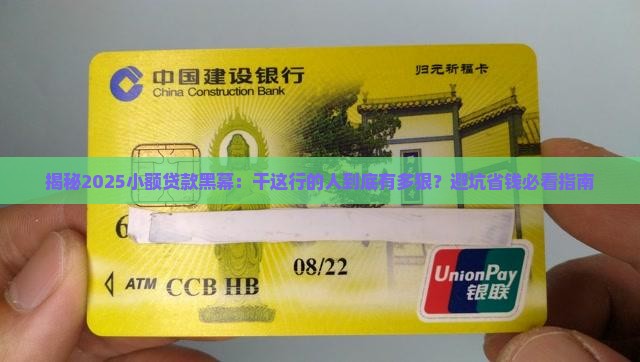 中国建设银行
China Construction Bank
归元祈福卡
揭秘2025小额贷款黑幕：干这行的人到底有多狠？避坑省钱必看指南
6
08/22
ATM CCB HB
UnionPay
银联